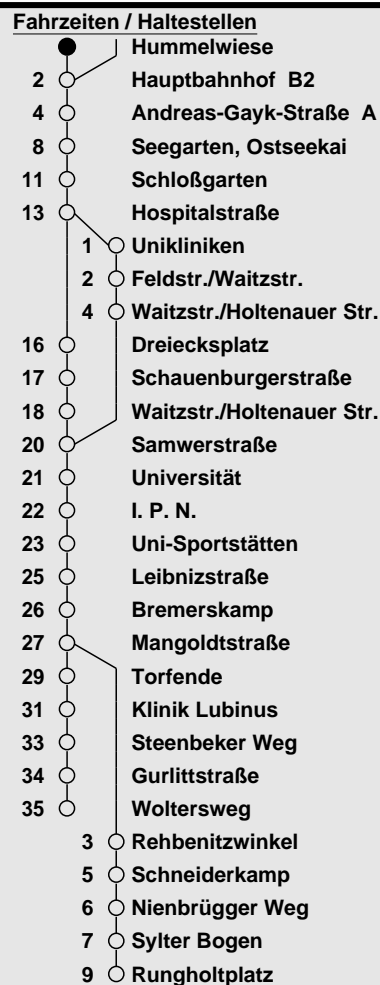 Fahrzeiten / Haltestellen
Hummelwiese
2 Hauptbahnhof B2
4 Andreas-Gayk-Straße A
8 Seegarten, Ostseekai
11 Schloßgarten
13 Hospitalstraße
1 Unikliniken
2 Feldstr./Waitzstr.
4 Waitzstr./Holtenauer Str.
16 Dreiecksplatz
17 Schauenburgerstraße
18 Waitzstr./Holtenauer Str.
20 Samwerstraße
21 Universität
22 I. P. N.
23 Uni-Sportstätten
25 Leibnizstraße
26 Bremerskamp
27 Mangoldtstraße
29 Torfende
31 Klinik Lubinus
33 Steenbeker Weg
34 Gurlittstraße
35 Woltersweg
3 Rehbenitzwinkel
5 Schneiderkamp
6 Nienbrügger Weg
7 Sylter Bogen
9 Rungholtplatz